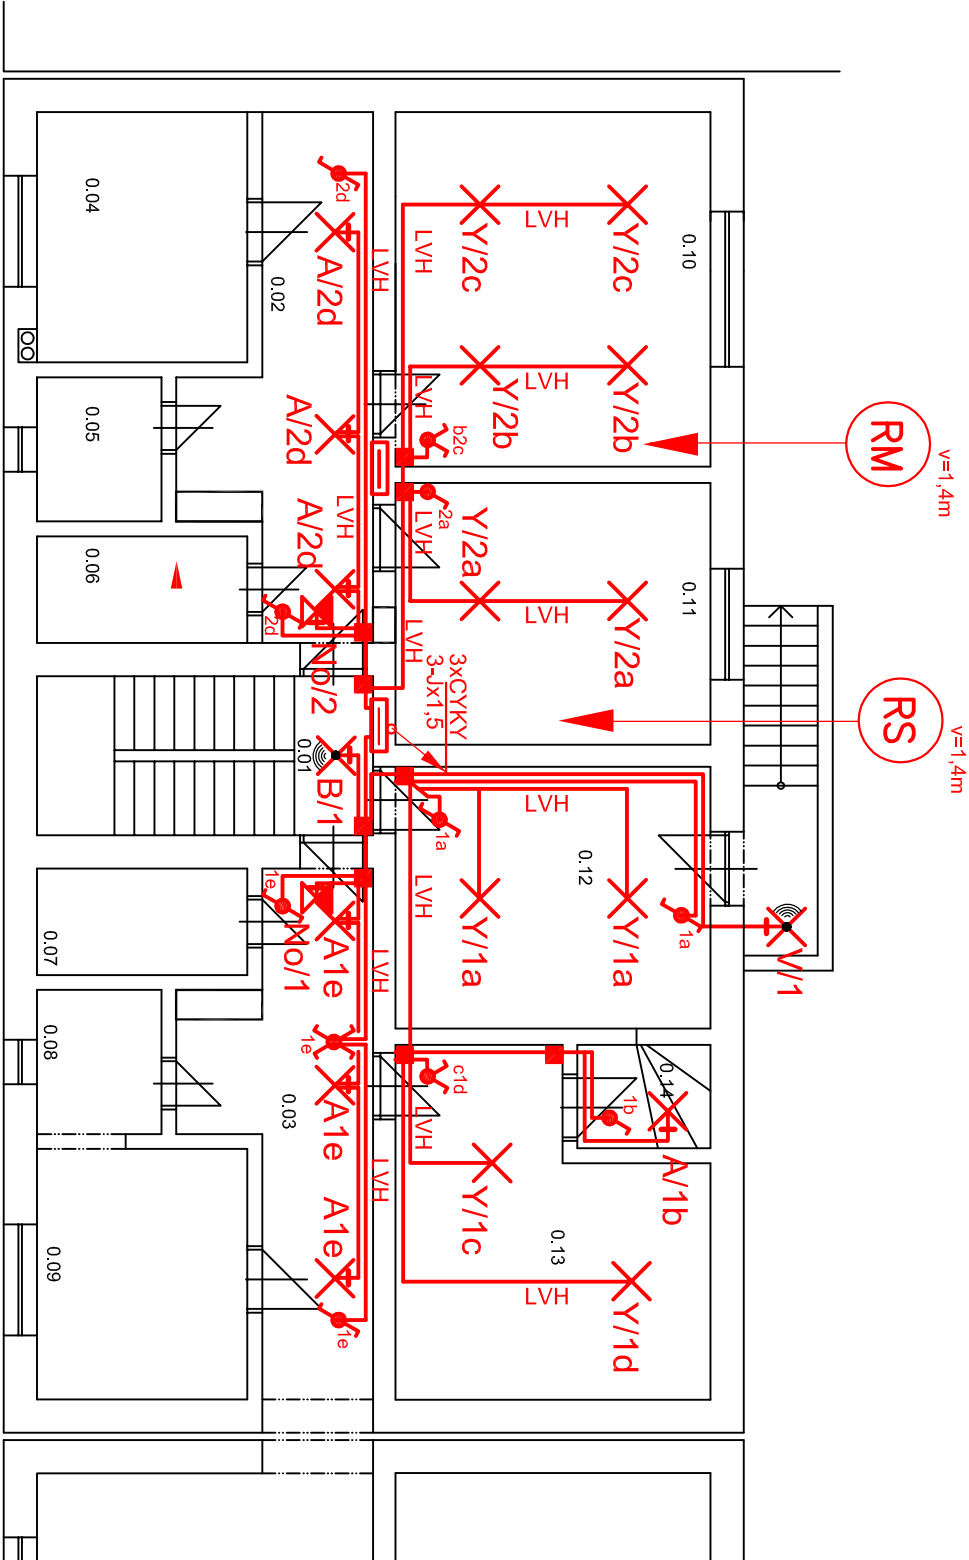 RM
v=1,4m
RS
v=1,4m
V/1
0.10
0.11
0.12
0.14
0.13
Y/2c
Y/2b
Y/2a
Y/1a
1a
A/1b
1b
Y/1d
LVH
LVH
LVH
LVH
LVH
Y/2c
Y/2b
Y/2a
Y/1a
Y/1c
b2c
2a
1a
c1d
3xCYKY
3-Jx1,5
LVH
LVH
LVH
LVH
LVH
LVH
LVH
LVH
LVH
LVH
2d
A/2d
A/2d
A/2d
No/2
2d
B/1
No/1
1e
A1e
1e
A1e
A1e
1e
0.02
0.01
0.03
0.04
0.05
0.06
0.07
0.08
0.09